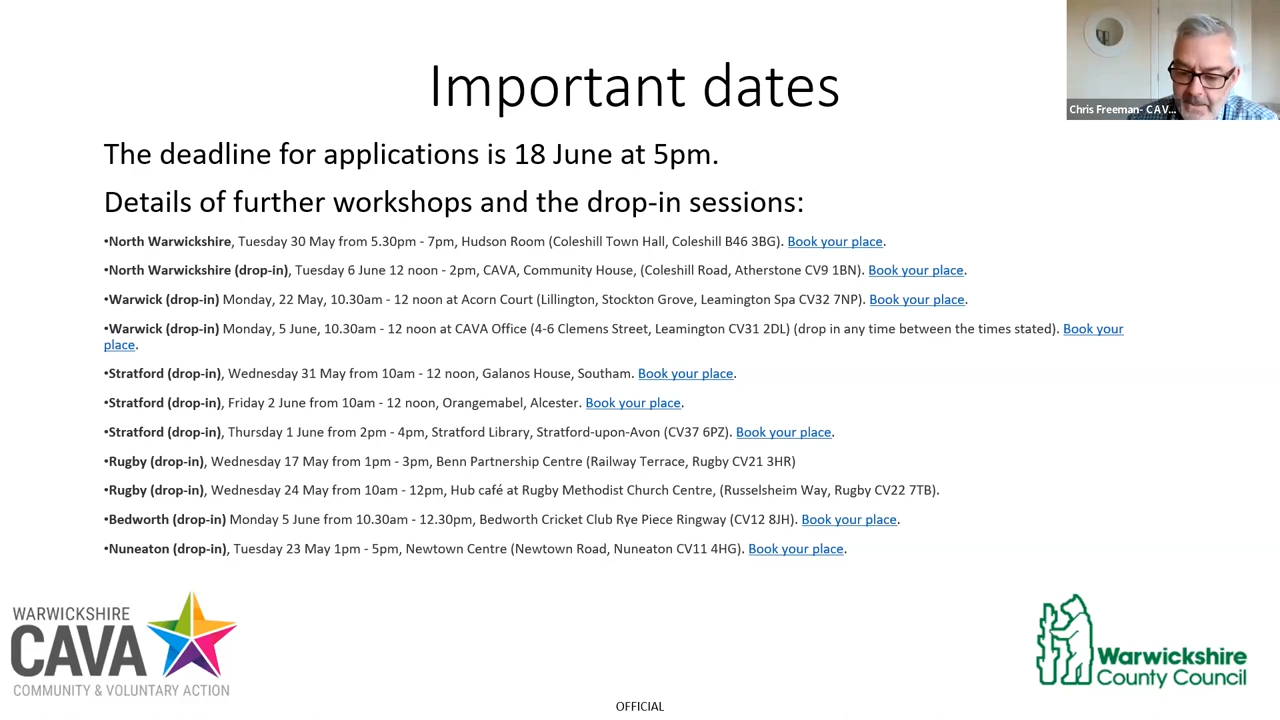 Important dates
Chris Freeman- CAV...
The deadline for applications is 18 June at 5pm.
Details of further workshops and the drop-in sessions:
•North Warwickshire, Tuesday 30 May from 5.30pm - 7pm, Hudson Room (Coleshill Town Hall, Coleshill B46 3BG). Book your place.
•North Warwickshire (drop-in), Tuesday 6 June 12 noon - 2pm, CAVA, Community House, (Coleshill Road, Atherstone CV9 1BN). Book your place.
•Warwick (drop-in) Monday, 22 May, 10.30am - 12 noon at Acorn Court (Lillington, Stockton Grove, Leamington Spa CV32 7NP). Book your place.
•Warwick (drop-in) Monday, 5 June, 10.30am - 12 noon at CAVA Office (4-6 Clemens Street, Leamington CV31 2DL) (drop in any time between the times stated). Book your
place.
•Stratford (drop-in), Wednesday 31 May from 10am - 12 noon, Galanos House, Southam. Book your place.
•Stratford (drop-in), Friday 2 June from 10am - 12 noon, Orangemabel, Alcester. Book your place.
•Stratford (drop-in), Thursday 1 June from 2pm - 4pm, Stratford Library, Stratford-upon-Avon (CV37 6PZ). Book your place.
•Rugby (drop-in), Wednesday 17 May from 1pm - 3pm, Benn Partnership Centre (Railway Terrace, Rugby CV21 3HR)
•Rugby (drop-in), Wednesday 24 May from 10am - 12pm, Hub café at Rugby Methodist Church Centre, (Russelsheim Way, Rugby CV22 7TB).
•Bedworth (drop-in) Monday 5 June from 10.30am - 12.30pm, Bedworth Cricket Club Rye Piece Ringway (CV12 8JH). Book your place.
•Nuneaton (drop-in), Tuesday 23 May 1pm - 5pm, Newtown Centre (Newtown Road, Nuneaton CV11 4HG). Book your place.
WARWICKSHIRE
CAVA
COMMUNITY & VOLUNTARY ACTION
Warwickshire
County Council
OFFICIAL